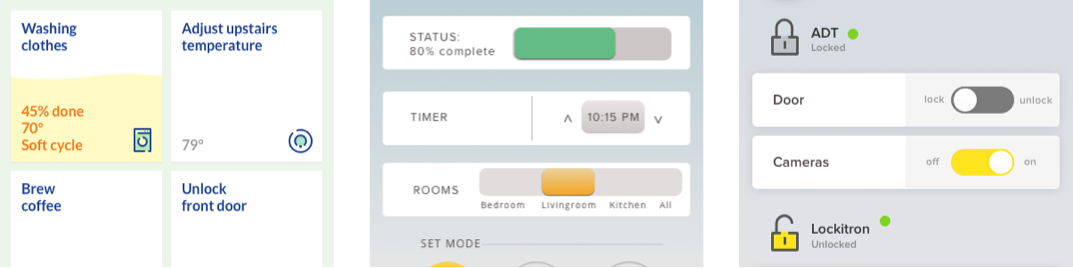 Washing
clothes
45% done
70°
Soft cycle
Adjust upstairs
temperature
79°
Brew
coffee
Unlock
front door
STATUS:
80% complete
TIMER
10:15 PM
ROOMS
Bedroom Livingroom Kitchen All
SET MODE
ADT
Locked
Door
lock unlock
Cameras
off on
Lockitron
Unlocked